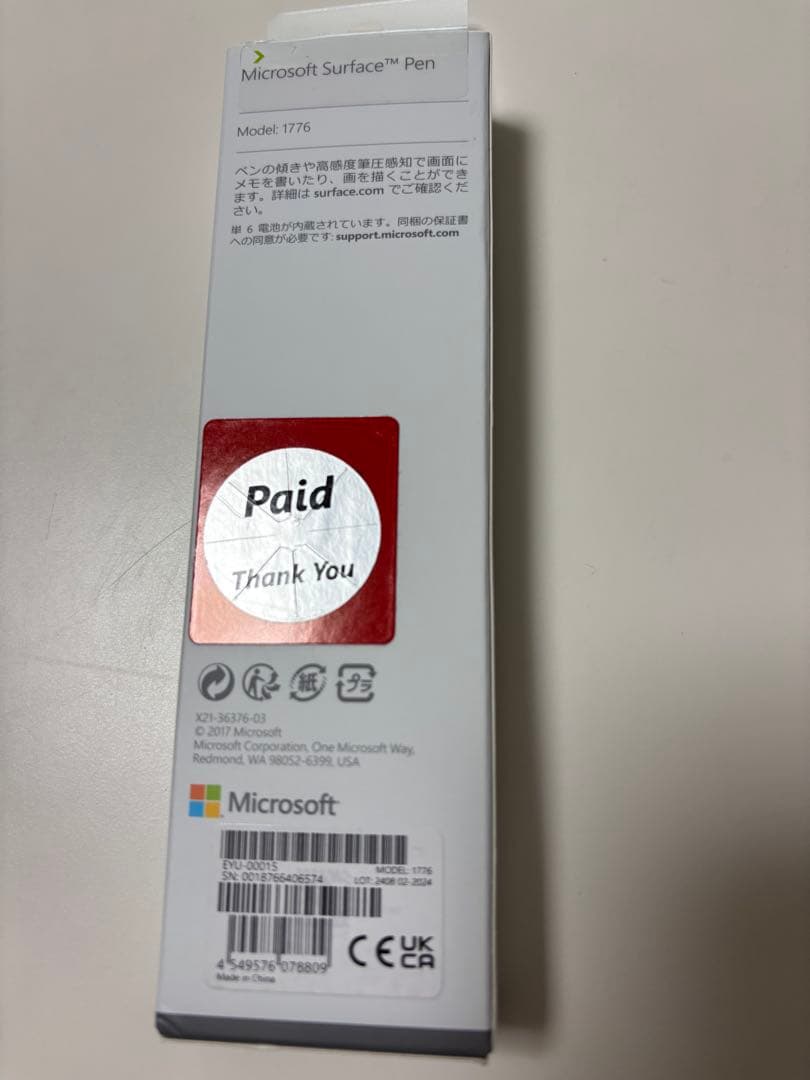 Microsoft Surface™ Pen
Model: 1776
ペンの傾きや高感度筆圧感知で画面に
メモを書いたり、画を描くことができ
ます。詳細は surface.com でご確認くだ
さい。
単 6 電池が内蔵されています。同梱の保証書
への同意が必要です: support.microsoft.com
Paid
Thank You
紙
プラ
X21-36376-03
© 2017 Microsoft
Microsoft Corporation, One Microsoft Way,
Redmond, WA 98052-6399, USA
Microsoft
EYU-00015
MODEL: 1776
SN: 0018766406574
LOT: 2408 02-2024
4 549576 078809
CE UK CA
Made in China